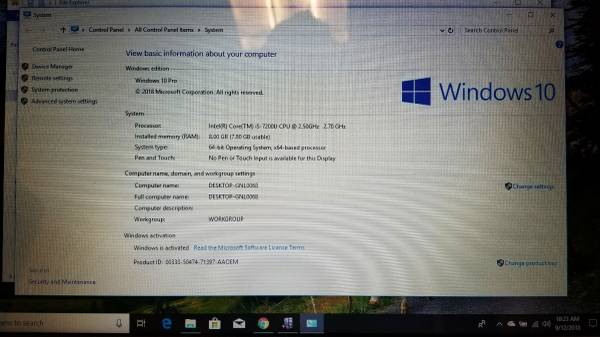 System
Control Panel > All Control Panel Items > System
Search Control Panel
Control Panel Home
View basic information about your computer
Device Manager
Remote settings
System protection
Advanced system settings
Windows edition
Windows 10 Pro
© 2018 Microsoft Corporation. All rights reserved.
Windows 10
System
Processor: Intel(R) Core(TM) i5-7200U CPU @ 2.50GHz 2.70 GHz
Installed memory (RAM): 8.00 GB (7.80 GB usable)
System type: 64-bit Operating System, x64-based processor
Pen and Touch: No Pen or Touch Input is available for this Display
Computer name, domain, and workgroup settings
Computer name: DESKTOP-GNL0068
Change settings
Full computer name: DESKTOP-GNL0068
Computer description:
Workgroup: WORKGROUP
Windows activation
Windows is activated Read the Microsoft Software License Terms
Product ID: 00330-50474-71397-AAOEM
Change product key
See also
Security and Maintenance
to search
10:23 AM
9/12/2018